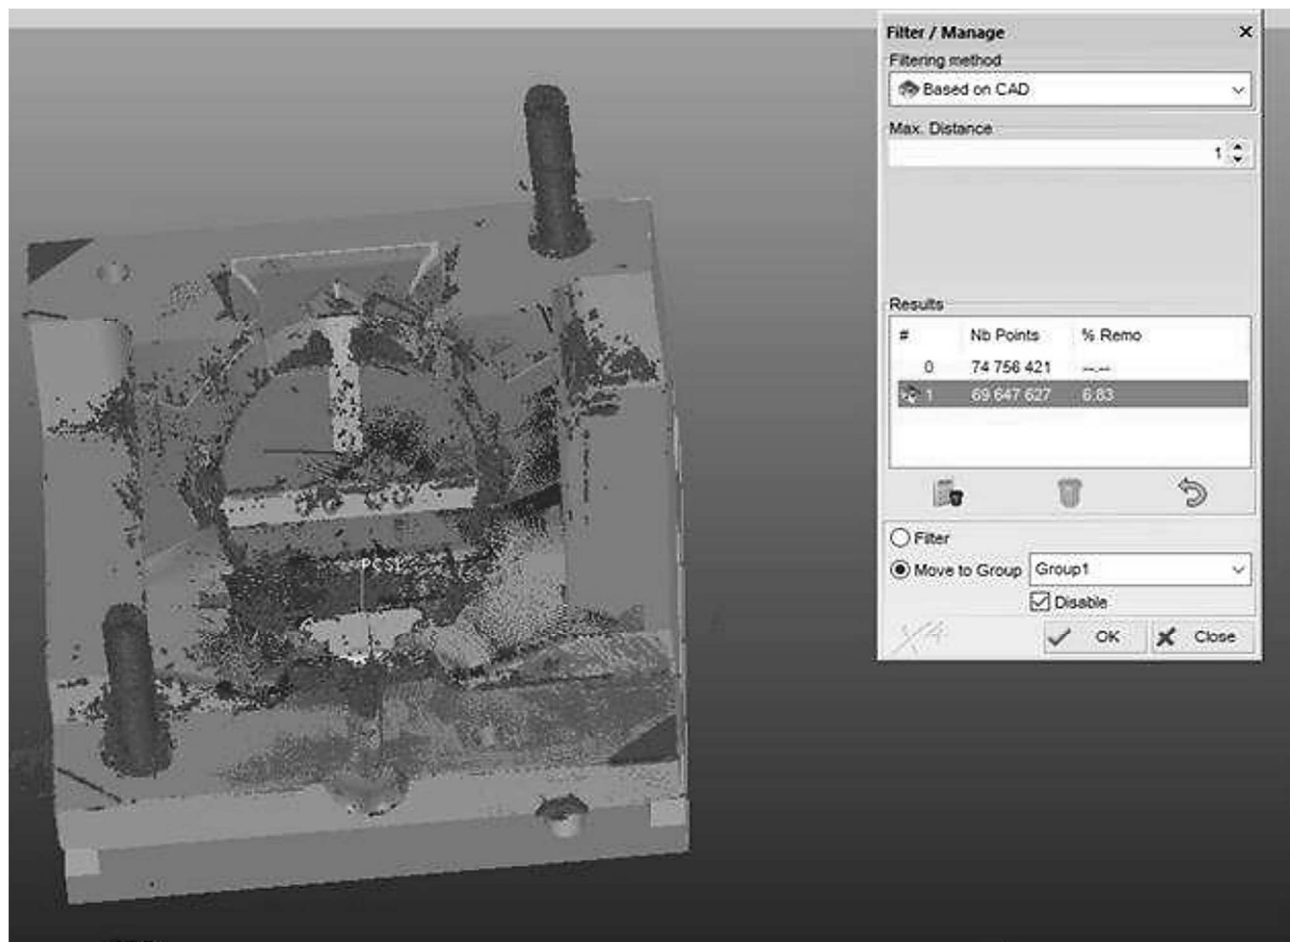 Filter / Manage
Filtering method
Based on CAD
Max. Distance
1
Results
# Nb Points % Remo
0 74 756 421 --.--
1 69 647 627 6.83
Filter
Move to Group Group1
Disable
OK Close
PCS1